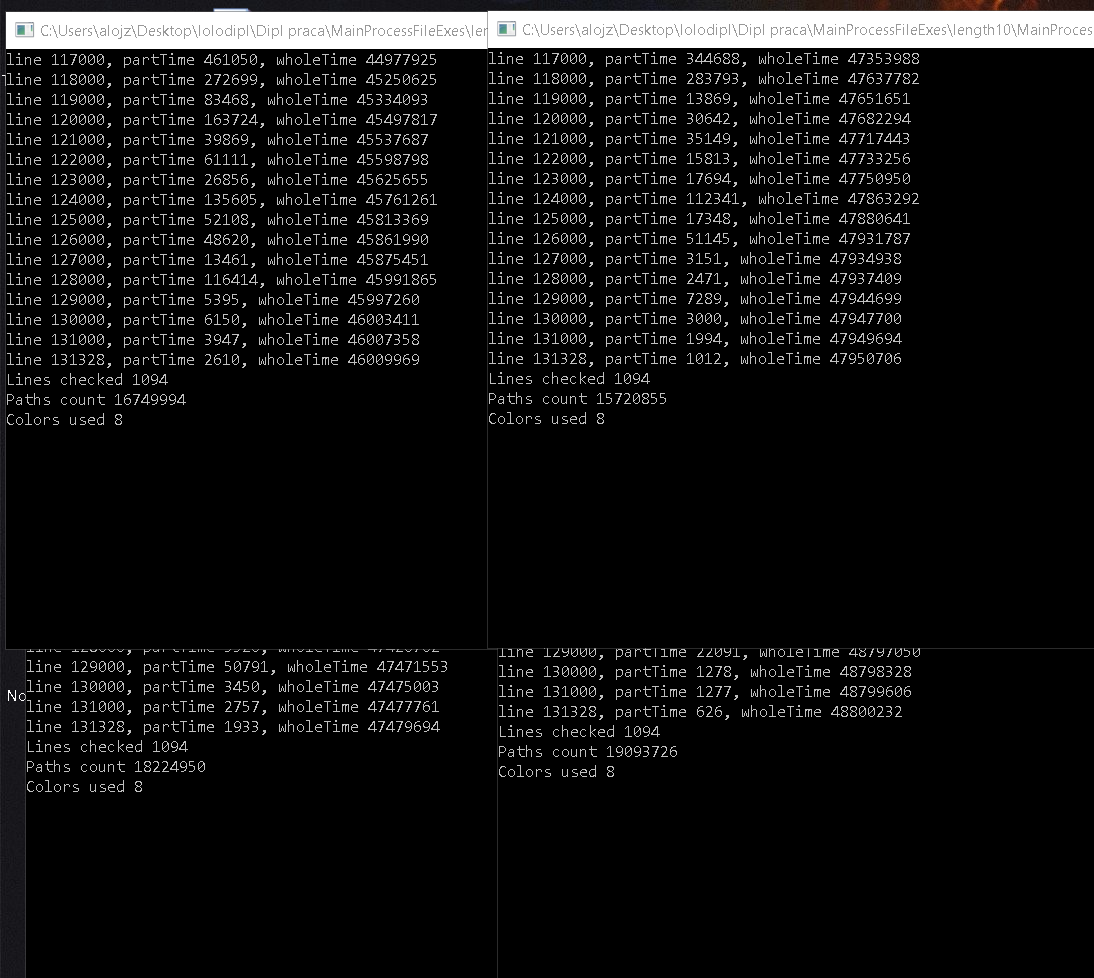 C:\Users\alojz\Desktop\lolodipl\Dipl praca\MainProcessFileExes\ler
line 117000, partTime 461050, wholeTime 44977925
line 118000, partTime 272699, wholeTime 45250625
line 119000, partTime 83468, wholeTime 45334093
line 120000, partTime 163724, wholeTime 45497817
line 121000, partTime 39869, wholeTime 45537687
line 122000, partTime 61111, wholeTime 45598798
line 123000, partTime 26856, wholeTime 45625655
line 124000, partTime 135605, wholeTime 45761261
line 125000, partTime 52108, wholeTime 45813369
line 126000, partTime 48620, wholeTime 45861990
line 127000, partTime 13461, wholeTime 45875451
line 128000, partTime 116414, wholeTime 45991865
line 129000, partTime 5395, wholeTime 45997260
line 130000, partTime 6150, wholeTime 46003411
line 131000, partTime 3947, wholeTime 46007358
line 131328, partTime 2610, wholeTime 46009969
Lines checked 1094
Paths count 16749994
Colors used 8
C:\Users\alojz\Desktop\lolodipl\Dipl praca\MainProcessFileExes\length10\MainProces
line 117000, partTime 344688, wholeTime 47353988
line 118000, partTime 283793, wholeTime 47637782
line 119000, partTime 13869, wholeTime 47651651
line 120000, partTime 30642, wholeTime 47682294
line 121000, partTime 35149, wholeTime 47717443
line 122000, partTime 15813, wholeTime 47733256
line 123000, partTime 17694, wholeTime 47750950
line 124000, partTime 112341, wholeTime 47863292
line 125000, partTime 17348, wholeTime 47880641
line 126000, partTime 51145, wholeTime 47931787
line 127000, partTime 3151, wholeTime 47934938
line 128000, partTime 2471, wholeTime 47937409
line 129000, partTime 7289, wholeTime 47944699
line 130000, partTime 3000, wholeTime 47947700
line 131000, partTime 1994, wholeTime 47949694
line 131328, partTime 1012, wholeTime 47950706
Lines checked 1094
Paths count 15720855
Colors used 8
No
line 129000, partTime 50791, wholeTime 47471553
line 130000, partTime 3450, wholeTime 47475003
line 131000, partTime 2757, wholeTime 47477761
line 131328, partTime 1933, wholeTime 47479694
Lines checked 1094
Paths count 18224950
Colors used 8
line 129000, partTime 22091, wholeTime 48797050
line 130000, partTime 1278, wholeTime 48798328
line 131000, partTime 1277, wholeTime 48799606
line 131328, partTime 626, wholeTime 48800232
Lines checked 1094
Paths count 19093726
Colors used 8